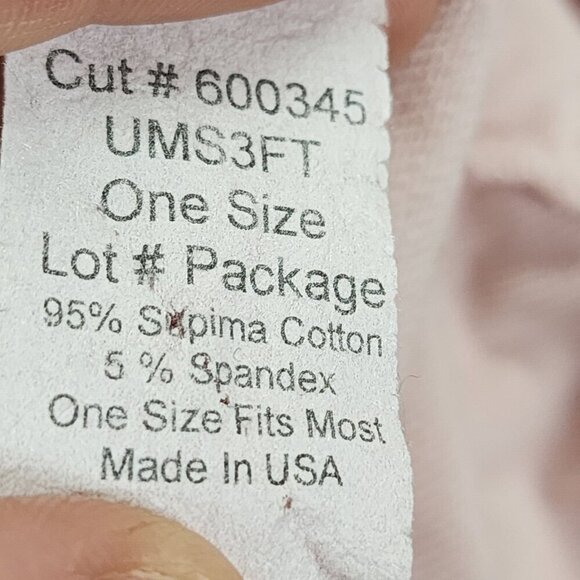 Cut # 600345
UMS3FT
One Size
Lot # Package
95% Supima Cotton
5 % Spandex
One Size Fits Most
Made In USA